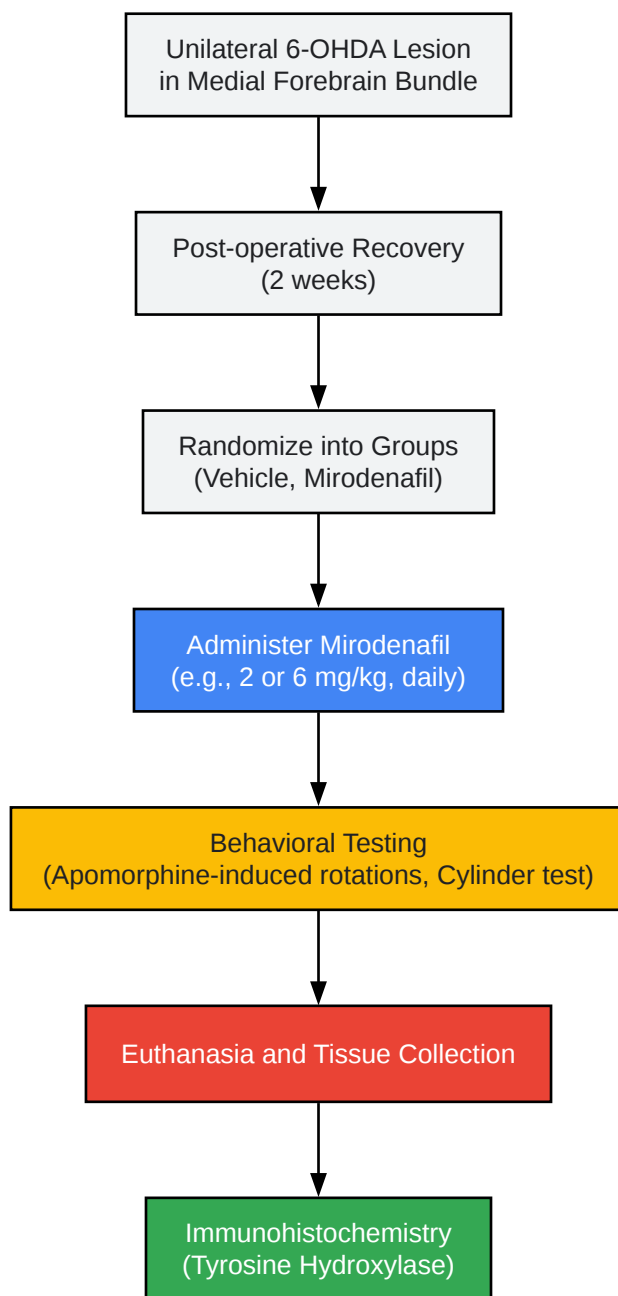 Unilateral 6-OHDA Lesion
in Medial Forebrain Bundle
Post-operative Recovery
(2 weeks)
Randomize into Groups
(Vehicle, Mirodenafil)
Administer Mirodenafil
(e.g., 2 or 6 mg/kg, daily)
Behavioral Testing
(Apomorphine-induced rotations, Cylinder test)
Euthanasia and Tissue Collection
Immunohistochemistry
(Tyrosine Hydroxylase)